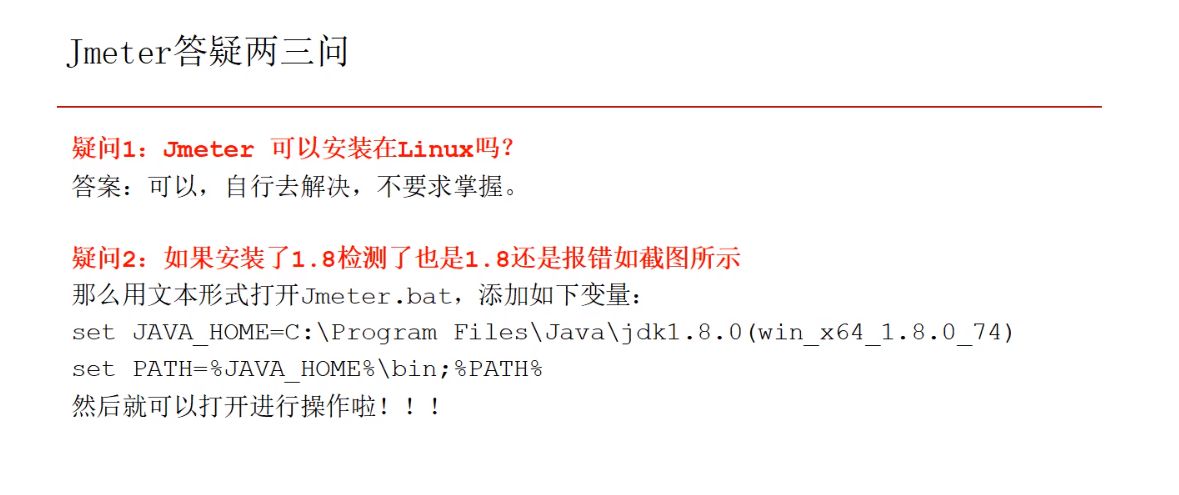 Jmeter答疑两三问
疑问1：Jmeter 可以安装在Linux吗？
答案：可以，自行去解决，不要求掌握。
疑问2：如果安装了1.8检测了也是1.8还是报错如截图所示
那么用文本形式打开Jmeter.bat，添加如下变量：
set JAVA_HOME=C:\Program Files\Java\jdk1.8.0(win_x64_1.8.0_74)
set PATH=%JAVA_HOME%\bin;%PATH%
然后就可以打开进行操作啦！！！